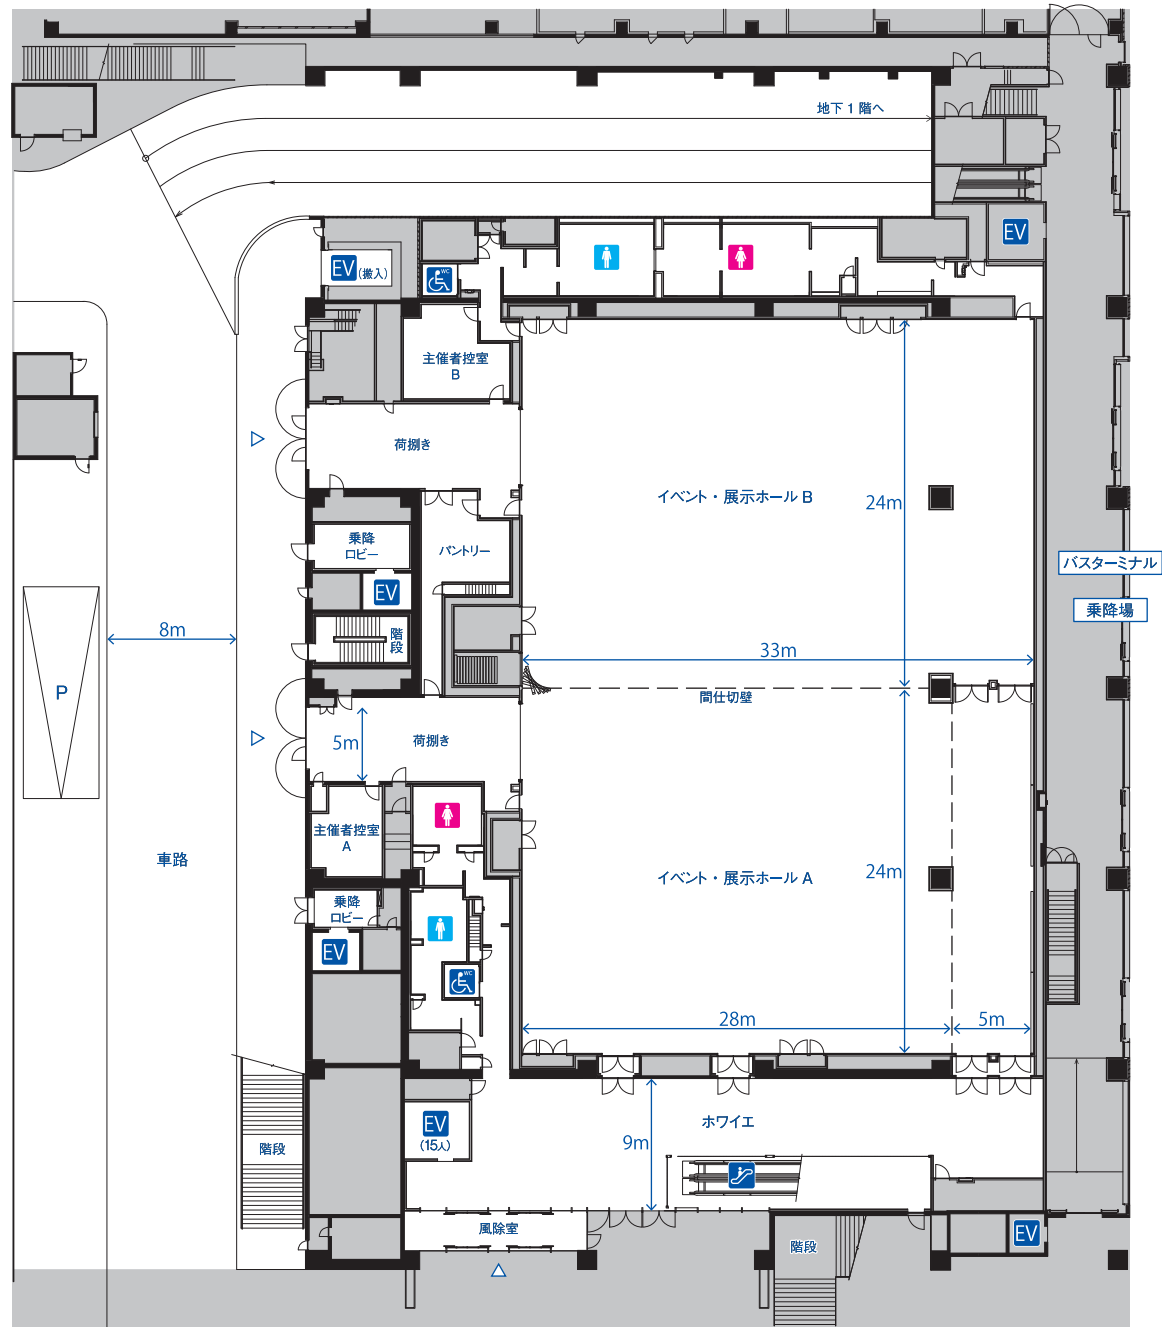 地下1階へ
EV
EV(搬入)
WC
主催者控室
B
荷捌き
イベント・展示ホールB
24m
乗降
ロビー
パントリー
バスターミナル
EV
乗降場
8m
階
段
33m
P
間仕切壁
5m
荷捌き
主催者控室
A
車路
24m
イベント・展示ホールA
乗降
ロビー
EV
WC
28m
5m
EV
(15人)
ホワイエ
9m
階段
風除室
EV
階段